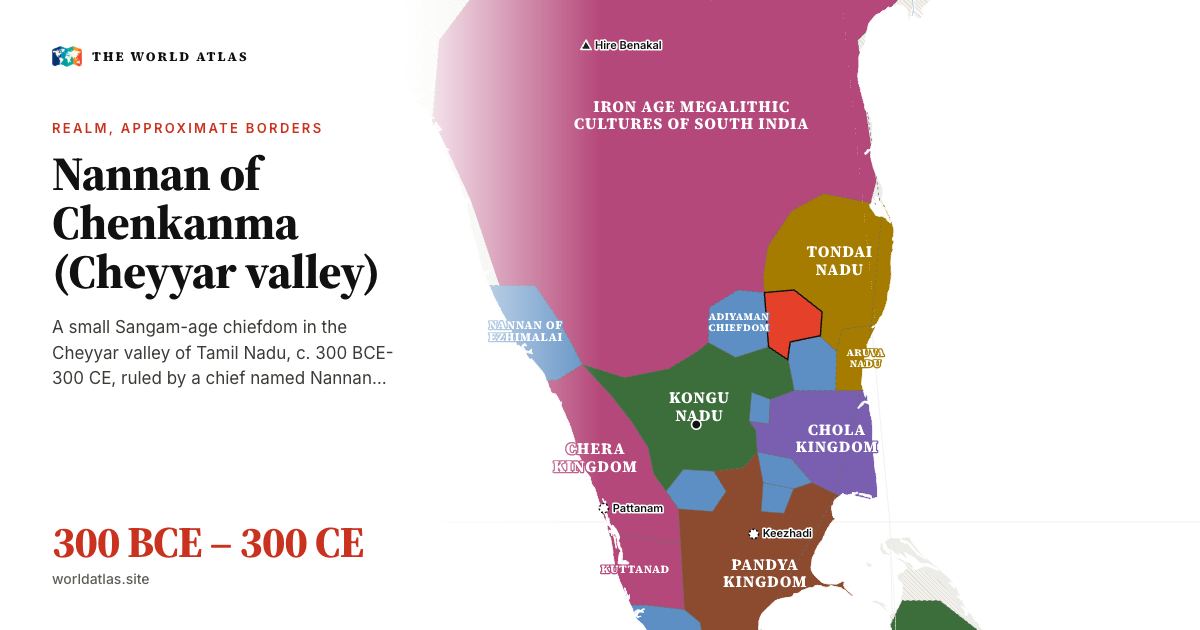 THE WORLD ATLAS
REALM, APPROXIMATE BORDERS
Nannan of
Chenkanma
(Cheyyar valley)
A small Sangam-age chiefdom in the
Cheyyar valley of Tamil Nadu, c. 300 BCE-
300 CE, ruled by a chief named Nannan...
300 BCE – 300 CE
worldatlas.site
Hire Benakal
IRON AGE MEGALITHIC
CULTURES OF SOUTH INDIA
TONDAI
NADU
NANNAN OF
EZHIMALAI
ADIYAMAN
CHIEFDOM
ARUVA
NADU
KONGU
NADU
CHOLA
KINGDOM
CHERA
KINGDOM
Pattanam
Keezhadi
KUTTANAD
PANDYA
KINGDOM